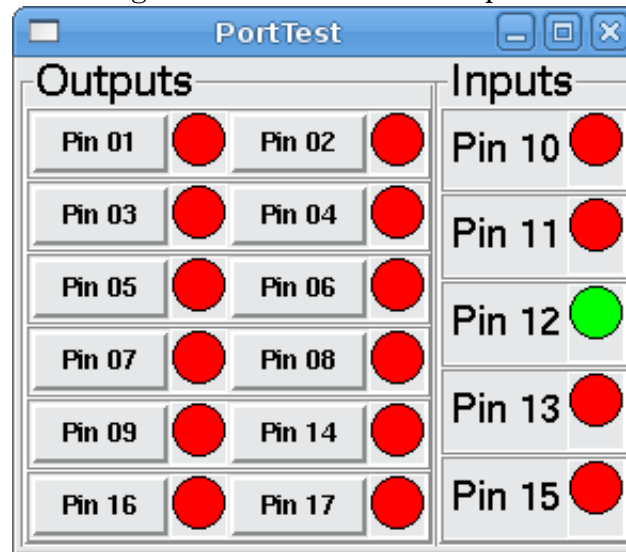 PortTest
Outputs
Inputs
Pin 01 Pin 02
Pin 03 Pin 04
Pin 05 Pin 06
Pin 07 Pin 08
Pin 09 Pin 14
Pin 16 Pin 17
Pin 10
Pin 11
Pin 12
Pin 13
Pin 15